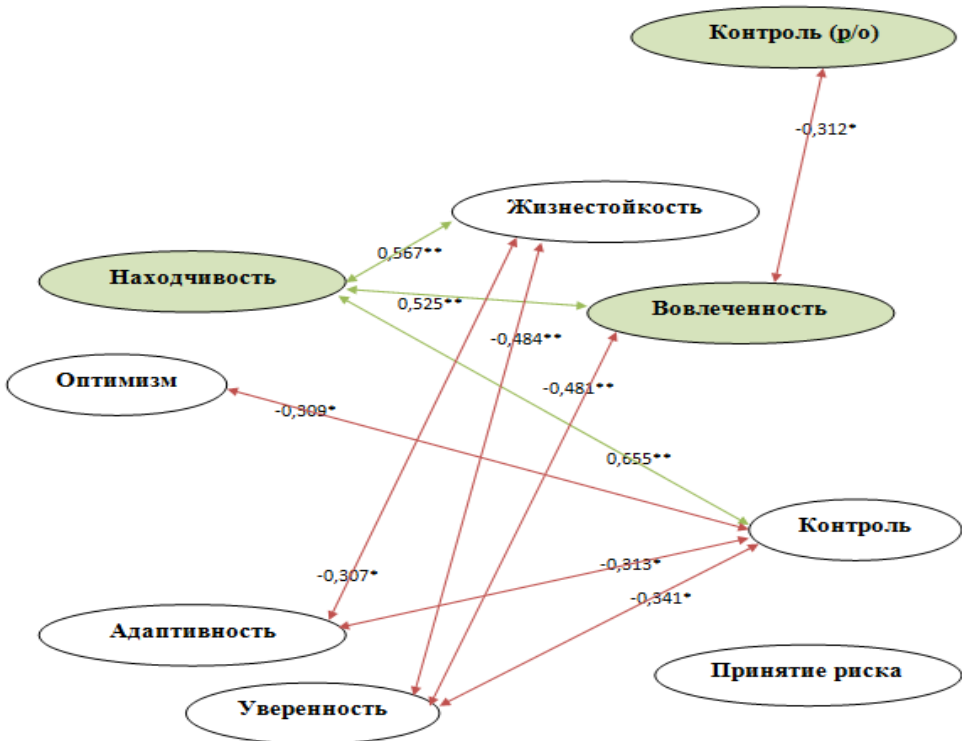 Контроль (р/о)
-0,312*
Жизнестойкость
0,567**
Находчивость
0,525**
Вовлеченность
-0,484**
Оптимизм
-0,481**
-0,309*
0,655**
Контроль
-0,307*
-0,313*
-0,341*
Адаптивность
Принятие риска
Уверенность